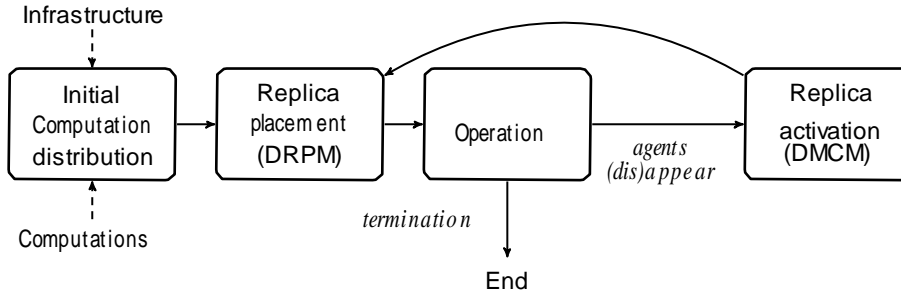 Infrastructure
Initial
Computation
distribution
Replica
placement
(DRPM)
Operation
agents
(dis)appear
Replica
activation
(DMCM)
termination
Computations
End